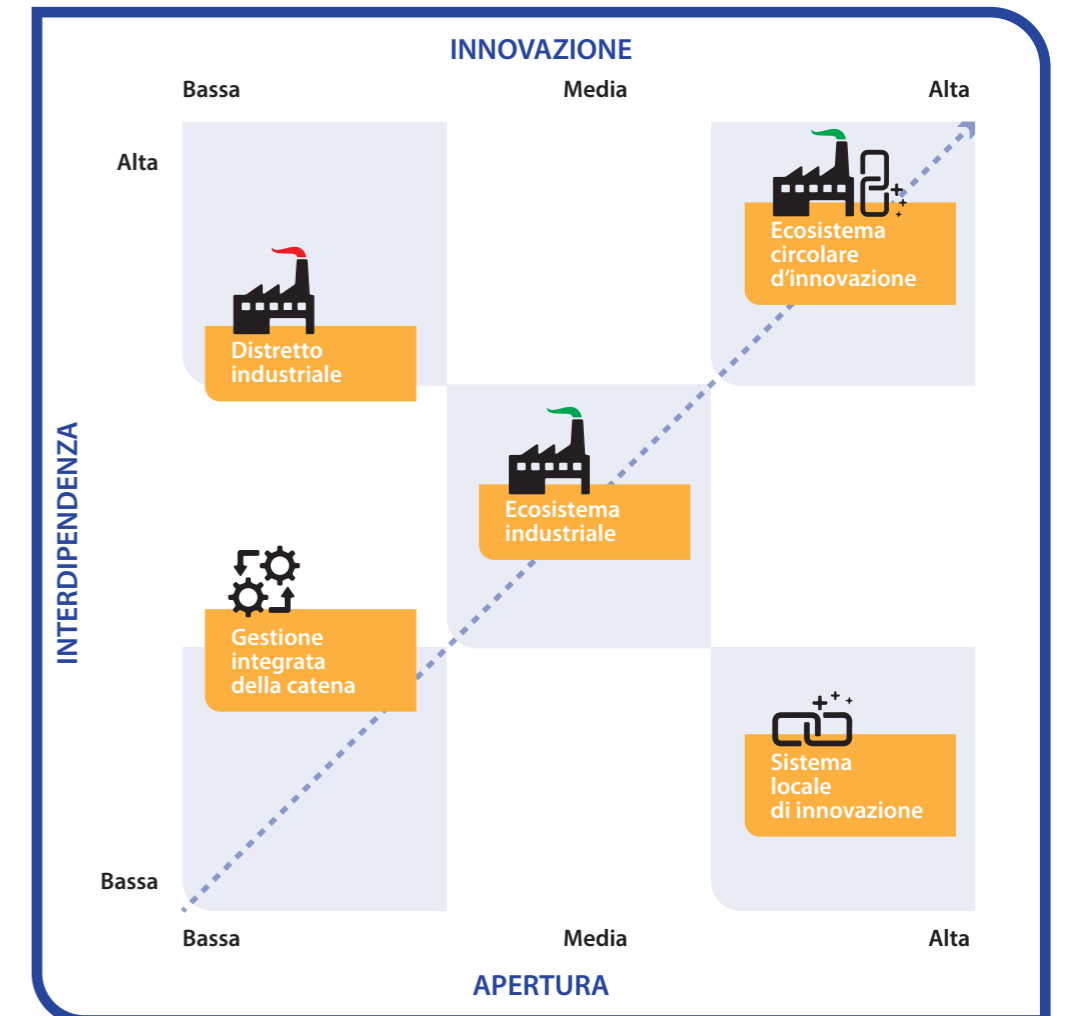 INNOVAZIONE
Bassa Media Alta
Alta
Ecosistema
circolare
d’innovazione
Distretto
industriale
Ecosistema
industriale
INTERDIPENDENZA
Gestione
integrata
della catena
Sistema
locale
di innovazione
Bassa
Bassa Media Alta
APERTURA